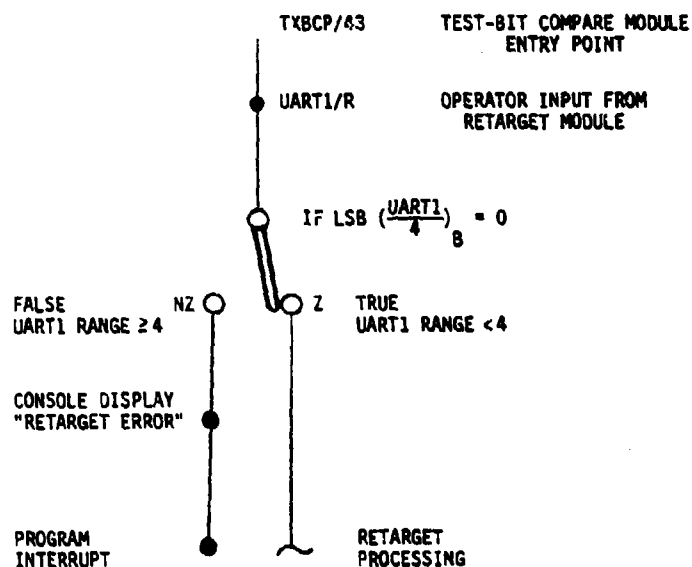 TXBCP/43 TEST-BIT COMPARE MODULE
ENTRY POINT
UART1/R OPERATOR INPUT FROM
RETARGET MODULE
IF LSB (UART1/4)B = 0
FALSE NZ Z TRUE
UART1 RANGE ≥ 4 UART1 RANGE < 4
CONSOLE DISPLAY
"RETARGET ERROR"
PROGRAM RETARGET
INTERRUPT PROCESSING